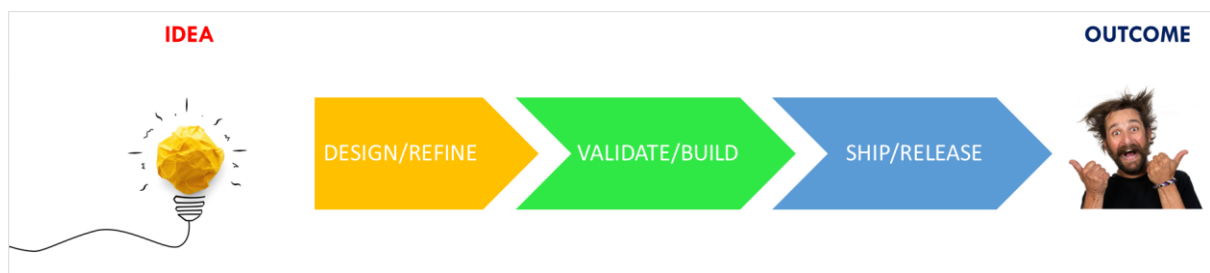 IDEA
OUTCOME
DESIGN/REFINE
VALIDATE/BUILD
SHIP/RELEASE